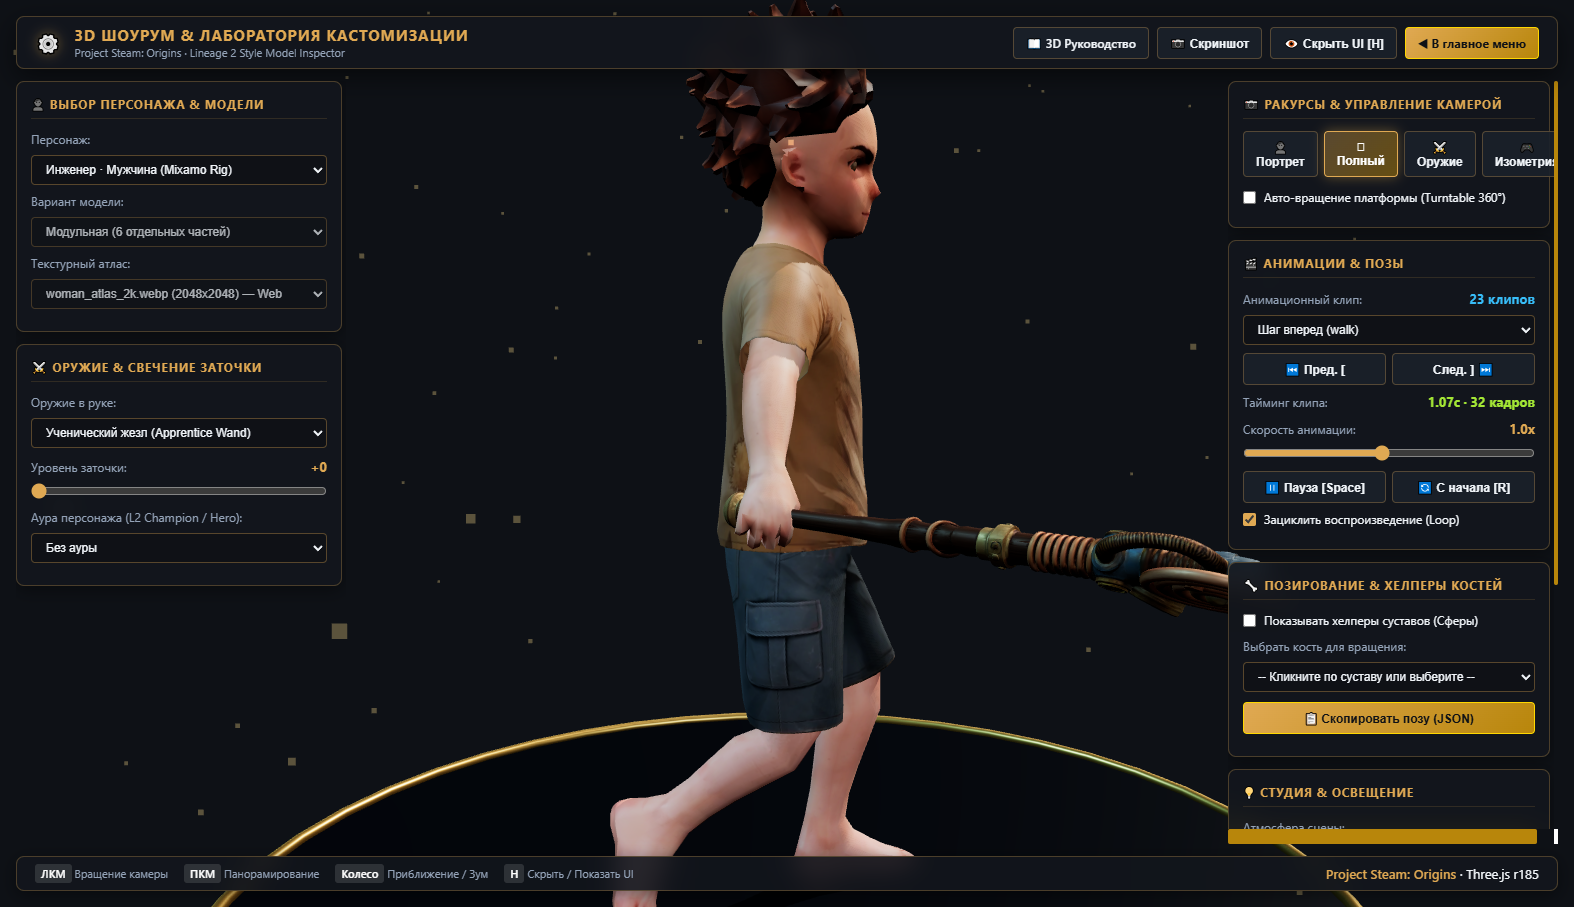 3D ШОУРУМ & ЛАБОРАТОРИЯ КАСТОМИЗАЦИИ
Project Steam: Origins · Lineage 2 Style Model Inspector
3D Руководство
Скриншот
Скрыть UI [H]
◀ В главное меню
ВЫБОР ПЕРСОНАЖА & МОДЕЛИ
Персонаж:
Инженер - Мужчина (Mixamo Rig)
Вариант модели:
Модульная (6 отдельных частей)
Текстурный атлас:
woman_atlas_2k.webp (2048x2048) — Web
ОРУЖИЕ & СВЕЧЕНИЕ ЗАТОЧКИ
Оружие в руке:
Ученический жезл (Apprentice Wand)
Уровень заточки:
+0
Аура персонажа (L2 Champion / Hero):
Без ауры
РАКУРСЫ & УПРАВЛЕНИЕ КАМЕРОЙ
Портрет
Полный
Оружие
Изометрия
Авто-вращение платформы (Turntable 360°)
АНИМАЦИИ & ПОЗЫ
Анимационный клип:
23 клипов
Шаг вперед (walk)
Пред. [
След. ]
Тайминг клипа:
1.07с · 32 кадров
Скорость анимации:
1.0x
Пауза [Space]
С начала [R]
Зациклить воспроизведение (Loop)
ПОЗИРОВАНИЕ & ХЕЛПЕРЫ КОСТЕЙ
Показывать хелперы суставов (Сферы)
Выбрать кость для вращения:
-- Кликните по суставу или выберите --
Скопировать позу (JSON)
СТУДИЯ & ОСВЕЩЕНИЕ
Атмосфера сцены:
ЛКМ Вращение камеры
ПКМ Панорамирование
Колесо Приближение / Зум
H Скрыть / Показать UI
Project Steam: Origins · Three.js r185